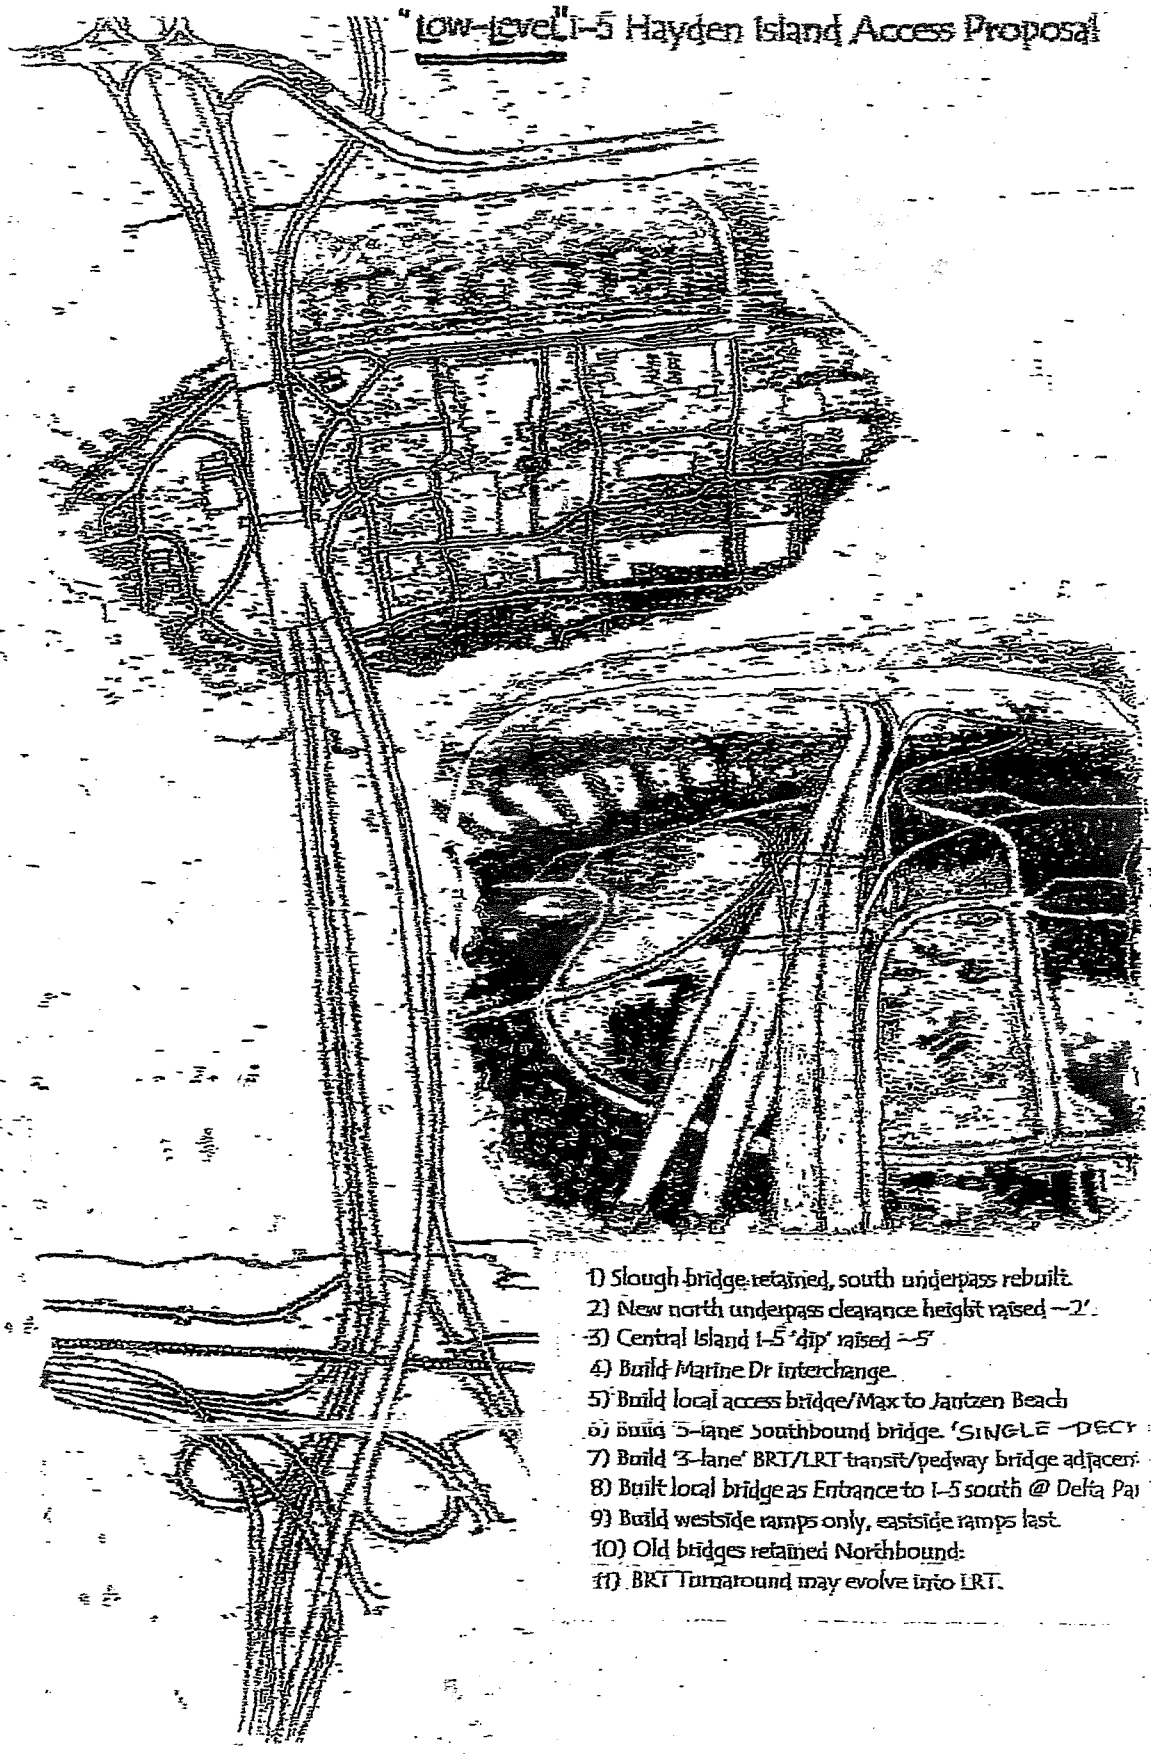 "Low-Level" I-5 Hayden Island Access Proposal
1) Slough bridge retained, south underpass rebuilt.
2) New north underpass clearance height raised ~2'.
3) Central Island I-5 'dip' raised ~5'
4) Build Marine Dr interchange.
5) Build local access bridge/Max to Jantzen Beach
6) Build '5-lane' Southbound bridge. 'SINGLE -DECK
7) Build '3-lane' BRT/LRT transit/pedway bridge adjacent
8) Built local bridge as Entrance to I-5 south @ Delta Par
9) Build westside ramps only, eastside ramps last.
10) Old bridges retained Northbound.
11) BRT Turnaround may evolve into LRT.